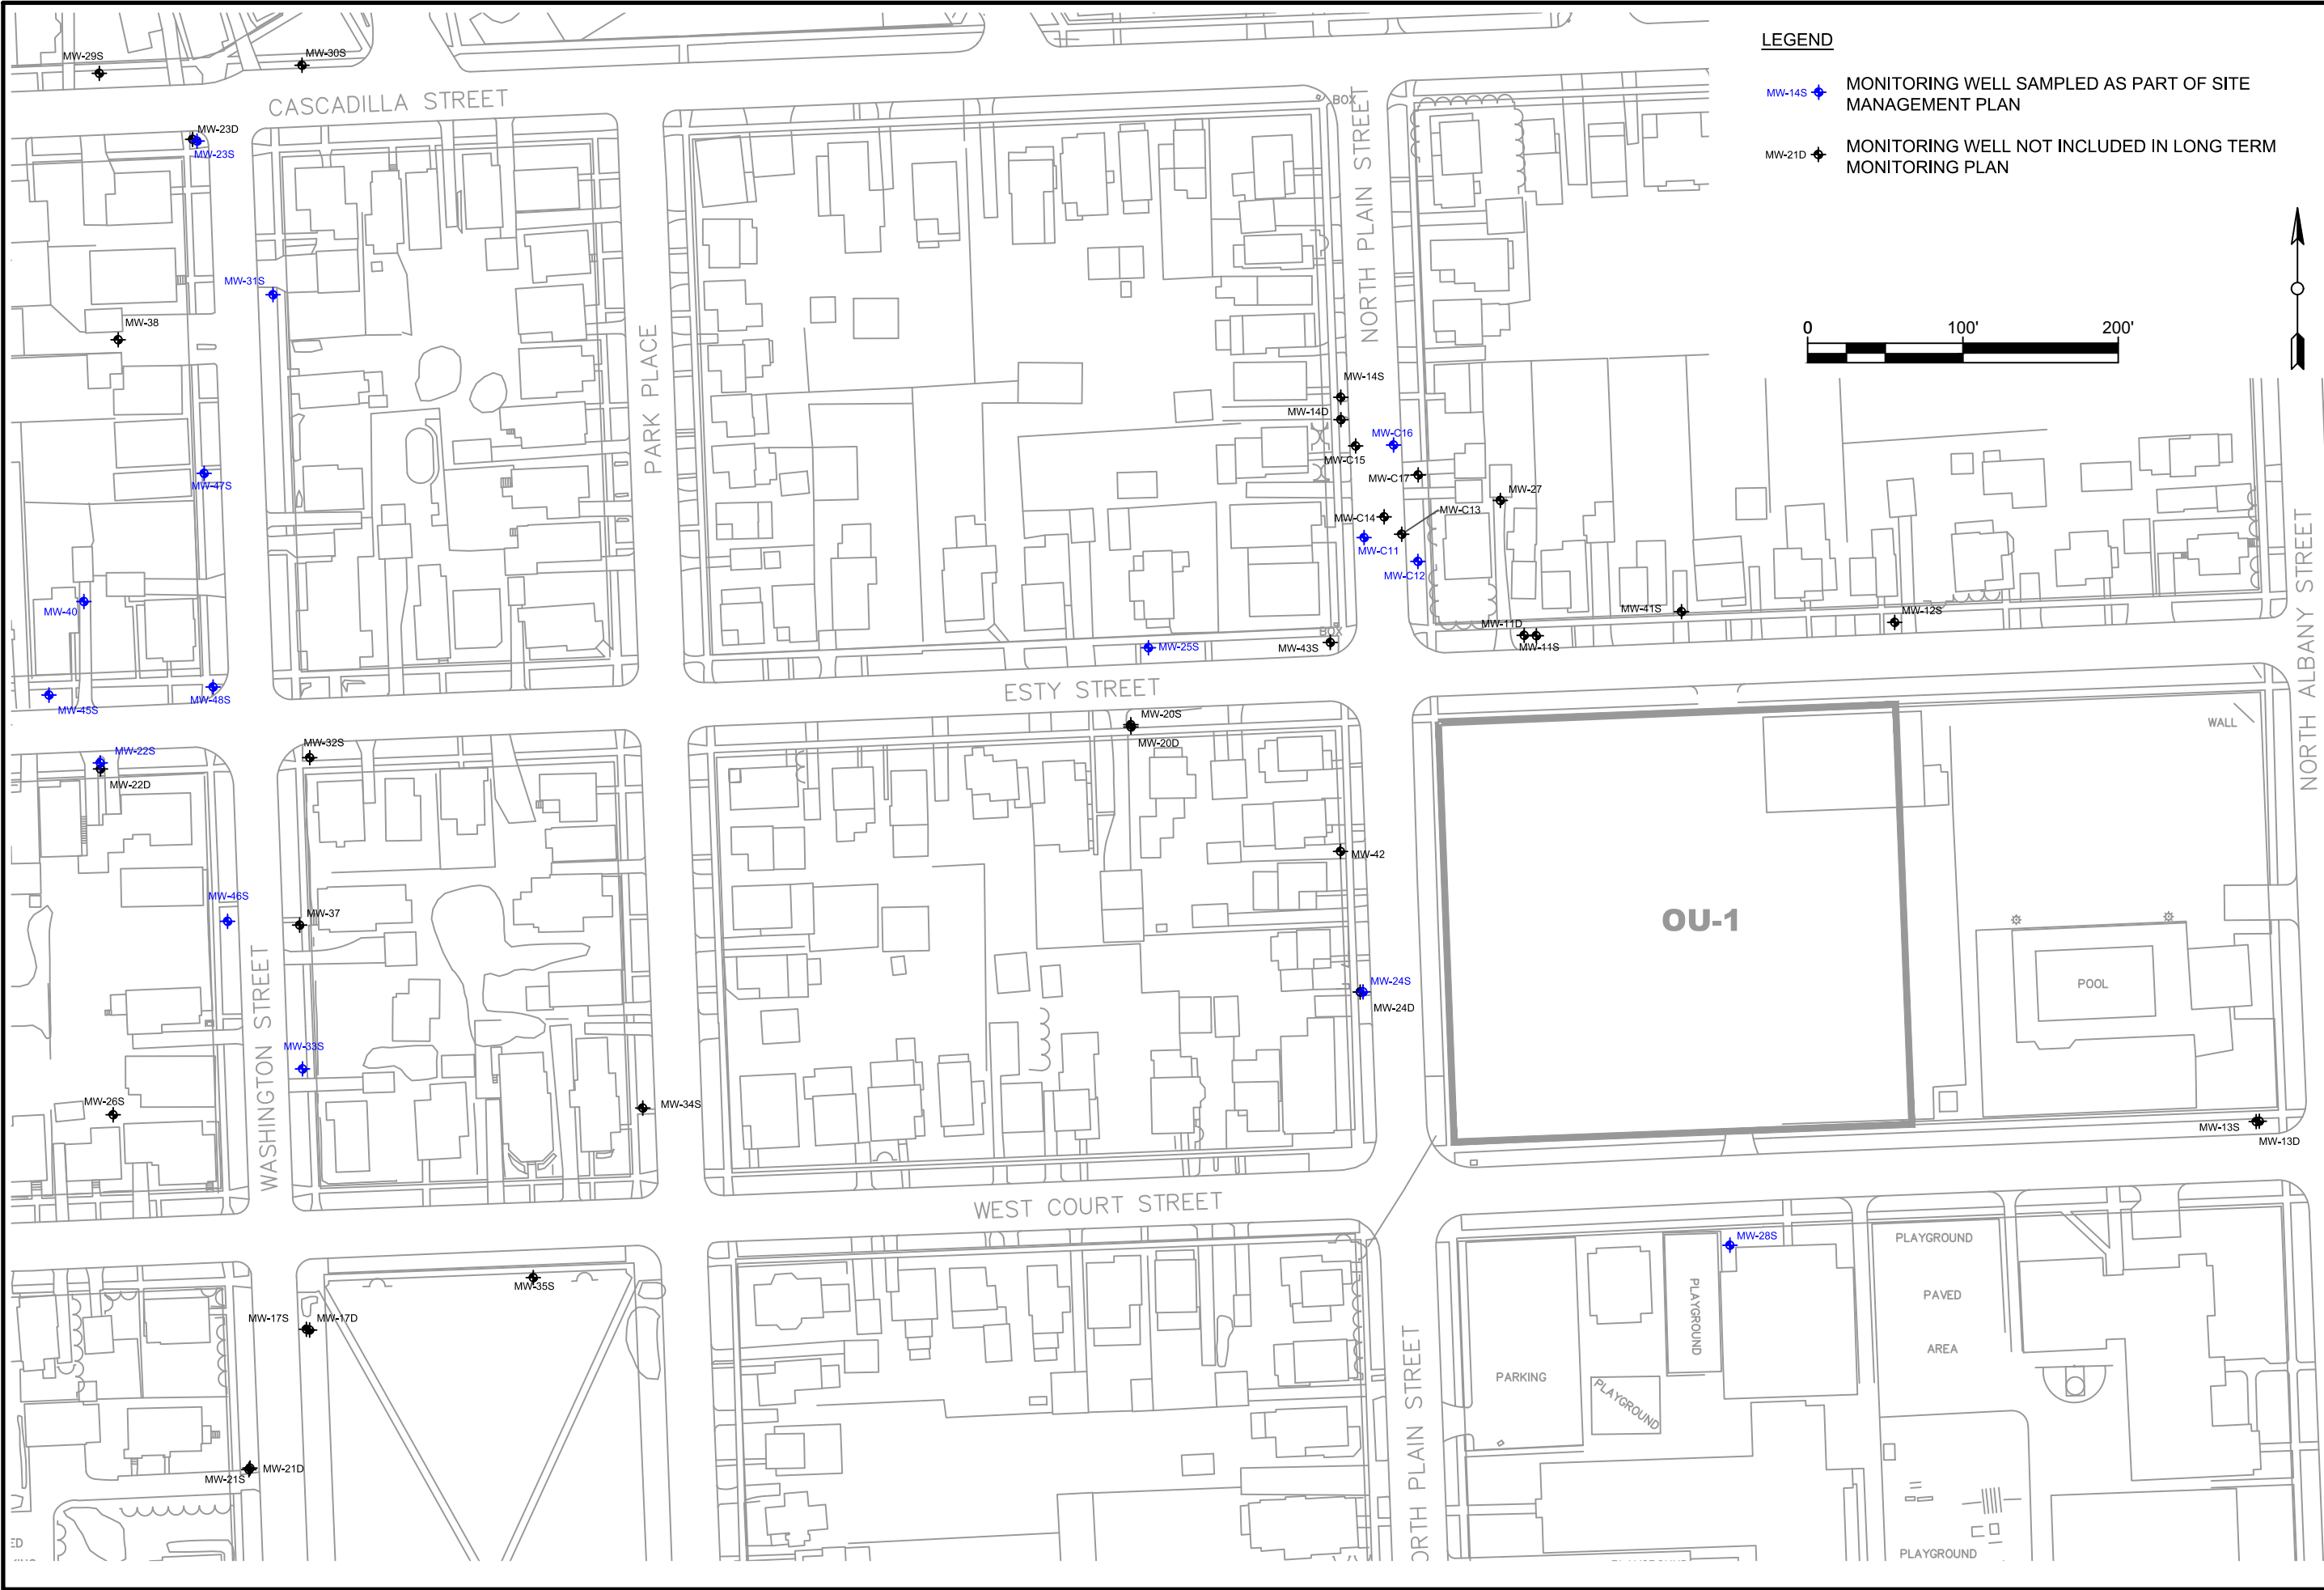 LEGEND
MW-14S MONITORING WELL SAMPLED AS PART OF SITE
MANAGEMENT PLAN
MW-21D MONITORING WELL NOT INCLUDED IN LONG TERM
MONITORING PLAN
0 100' 200'
MW-29S
MW-30S
CASCADILLA STREET
BOX
MW-23D
MW-23S
NORTH PLAIN STREET
MW-31S
MW-38
PARK PLACE
MW-14S
MW-14D
MW-C16
MW-C15
MW-C17
MW-47S
MW-27
MW-C14
MW-C13
MW-C11
MW-C12
MW-40
MW-41S
MW-12S
MW-11D
MW-11S
BOX
MW-25S
MW-43S
NORTH ALBANY STREET
MW-45S
MW-48S
ESTY STREET
MW-20S
MW-20D
WALL
MW-22S
MW-22D
MW-32S
MW-42
MW-46S
MW-37
OU-1
POOL
MW-24S
MW-24D
WASHINGTON STREET
MW-33S
MW-26S
MW-34S
MW-13S
MW-13D
WEST COURT STREET
MW-28S
PLAYGROUND
MW-35S
PLAYGROUND
PAVED
AREA
MW-17S
MW-17D
PARKING
PLAYGROUND
NORTH PLAIN STREET
MW-21S
MW-21D
PLAYGROUND